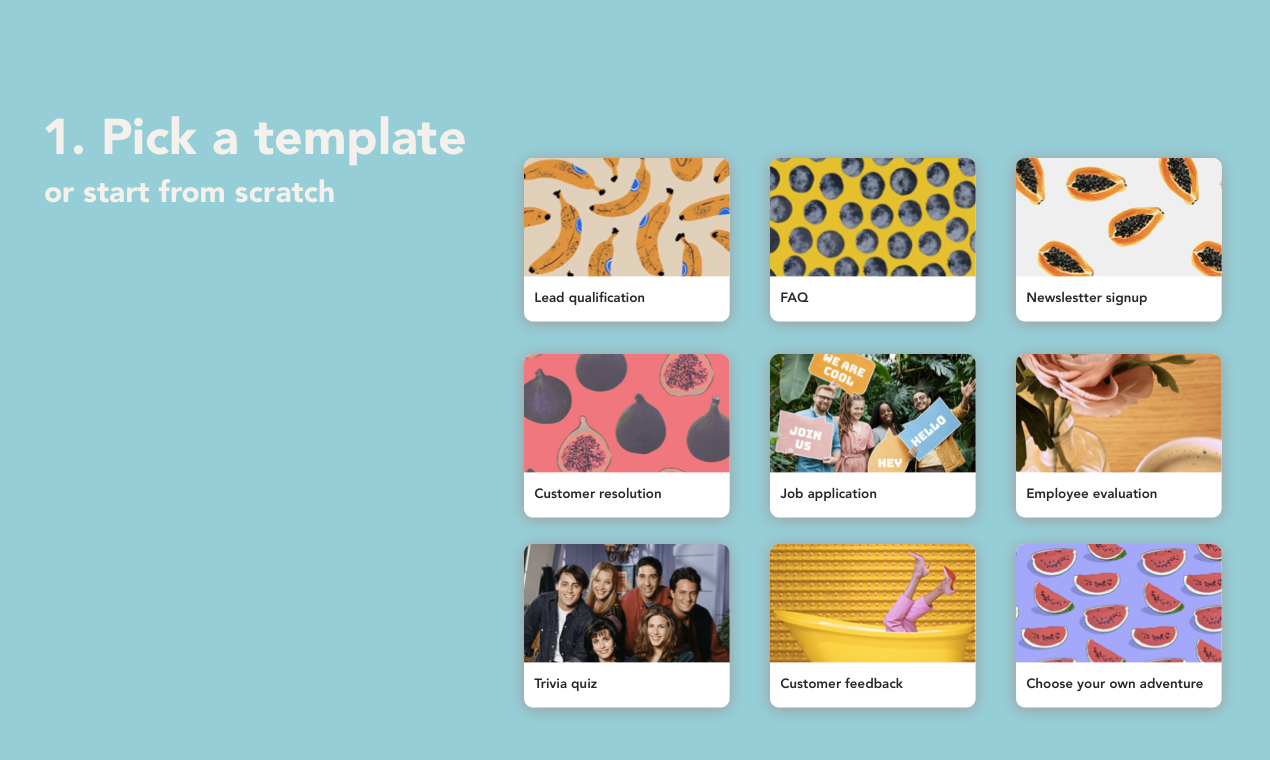 1. Pick a template
or start from scratch
Lead qualification
FAQ
Newslestter signup
WE ARE
COOL
JOIN
US
HELLO
HEY
Customer resolution
Job application
Employee evaluation
Trivia quiz
Customer feedback
Choose your own adventure